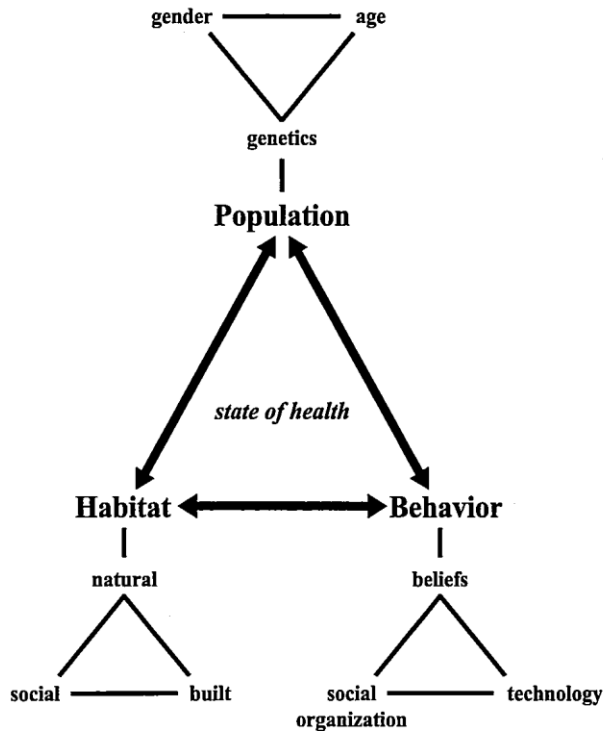 gender age
genetics
Population
state of health
Habitat Behavior
natural beliefs
social built social technology
organization